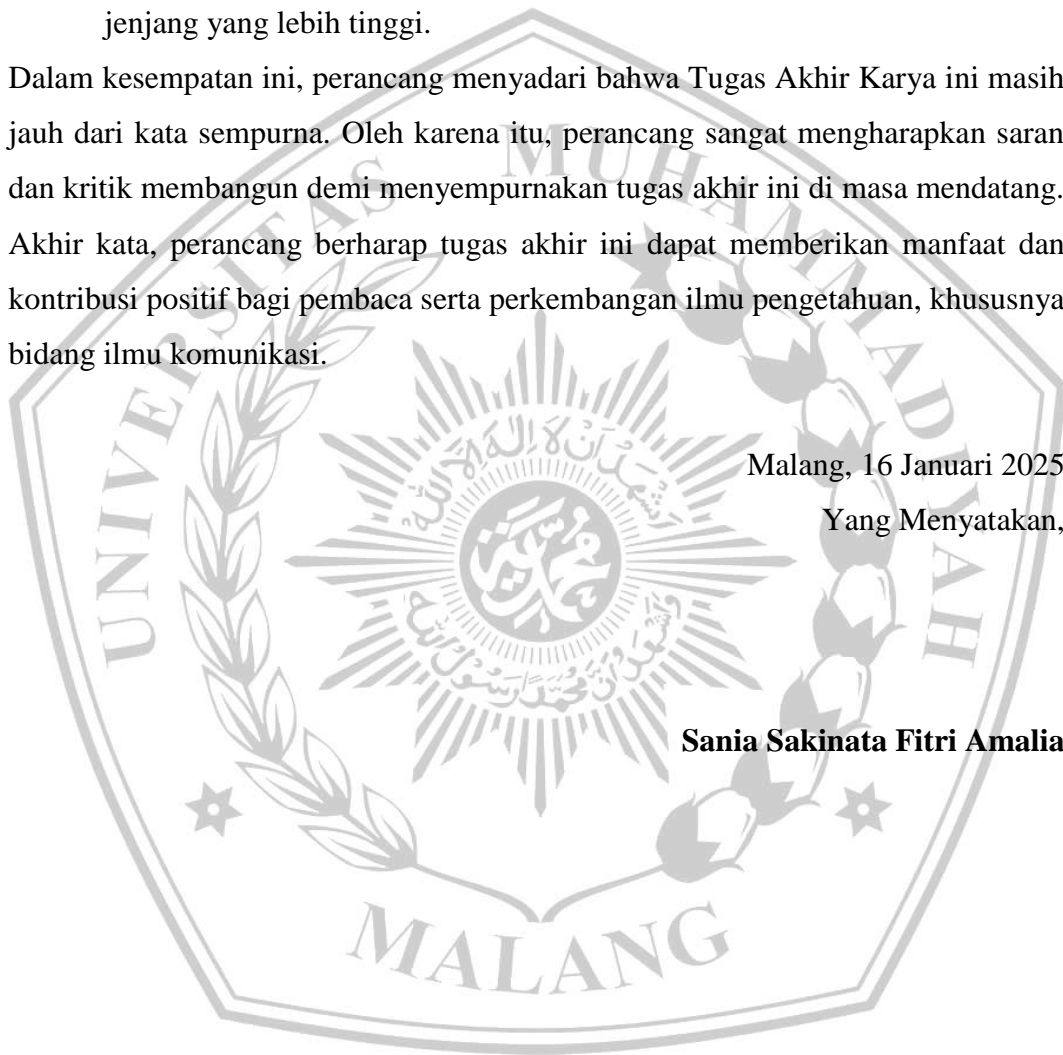 jenjang yang lebih tinggi.
Dalam kesempatan ini, perancang menyadari bahwa Tugas Akhir Karya ini masih
jauh dari kata sempurna. Oleh karena itu, perancang sangat mengharapkan saran
dan kritik membangun demi menyempurnakan tugas akhir ini di masa mendatang.
Akhir kata, perancang berharap tugas akhir ini dapat memberikan manfaat dan
kontribusi positif bagi pembaca serta perkembangan ilmu pengetahuan, khususnya
bidang ilmu komunikasi.
Malang, 16 Januari 2025
Yang Menyatakan,
Sania Sakinata Fitri Amalia
UNIVERSITAS MUHAMMADIYAH
MALANG